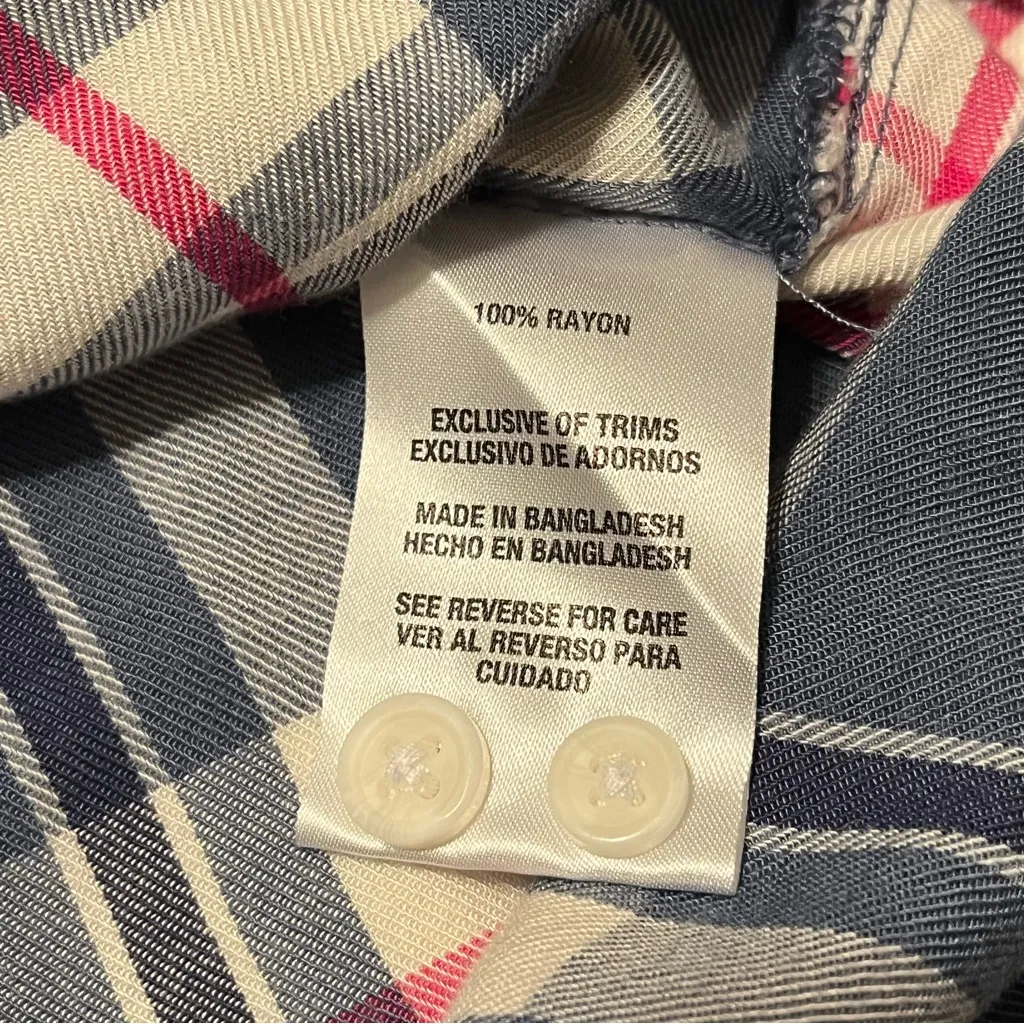 100% RAYON
EXCLUSIVE OF TRIMS
EXCLUSIVO DE ADORNOS
MADE IN BANGLADESH
HECHO EN BANGLADESH
SEE REVERSE FOR CARE
VER AL REVERSO PARA
CUIDADO